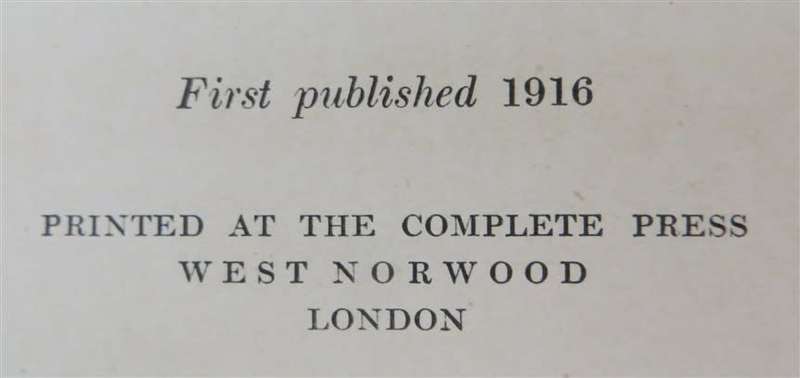 First published 1916
PRINTED AT THE COMPLETE PRESS
WEST NORWOOD
LONDON